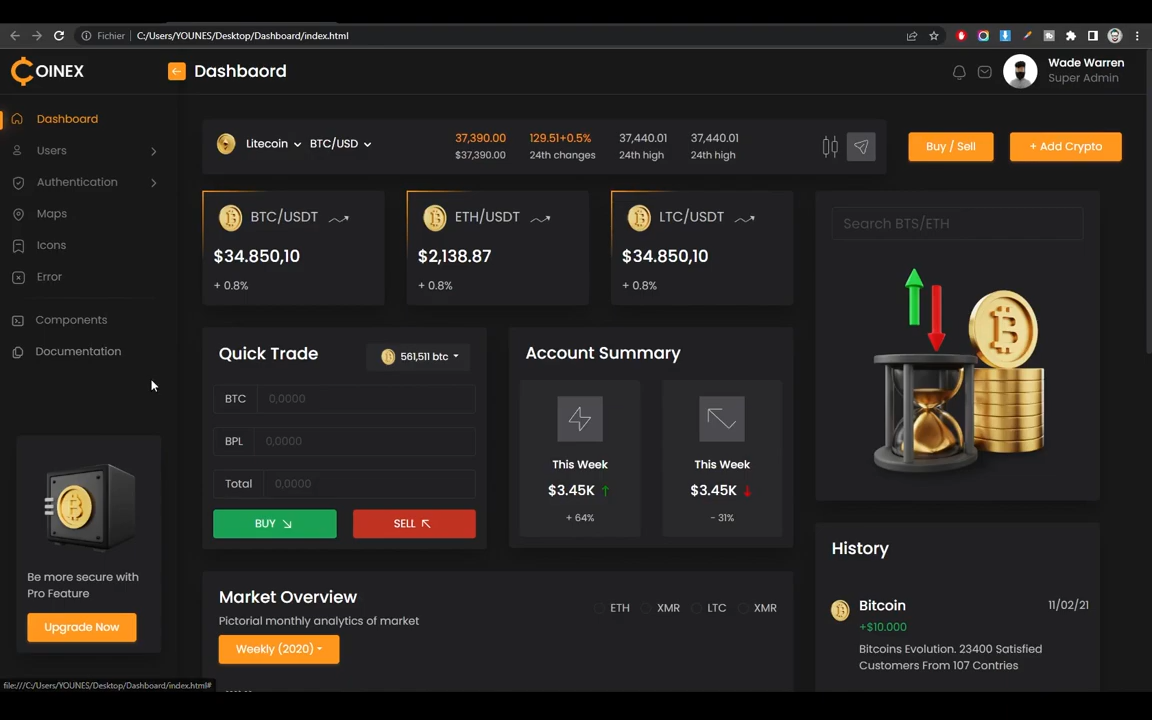 Fichier C:/Users/YOUNES/Desktop/Dashboard/index.html
COINEX
Dashbaord
Wade Warren
Super Admin
Dashboard
Users
Authentication
Maps
Icons
Error
Components
Documentation
Be more secure with
Pro Feature
Upgrade Now
file:///C:/Users/YOUNES/Desktop/Dashboard/index.html#
Litecoin BTC/USD
37,390.00 129.51+0.5% 37,440.01 37,440.01
$37,390.00 24th changes 24th high 24th high
Buy / Sell
+ Add Crypto
BTC/USDT
$34.850,10
+ 0.8%
ETH/USDT
$2,138.87
+ 0.8%
LTC/USDT
$34.850,10
+ 0.8%
Search BTS/ETH
Quick Trade
561,511 btc
BTC 0,0000
BPL 0,0000
Total 0,0000
BUY SELL
Account Summary
This Week
$3.45K
+ 64%
This Week
$3.45K
- 31%
Market Overview
Pictorial monthly analytics of market
Weekly (2020)
ETH XMR LTC XMR
History
Bitcoin 11/02/21
+$10.000
Bitcoins Evolution. 23400 Satisfied
Customers From 107 Contries